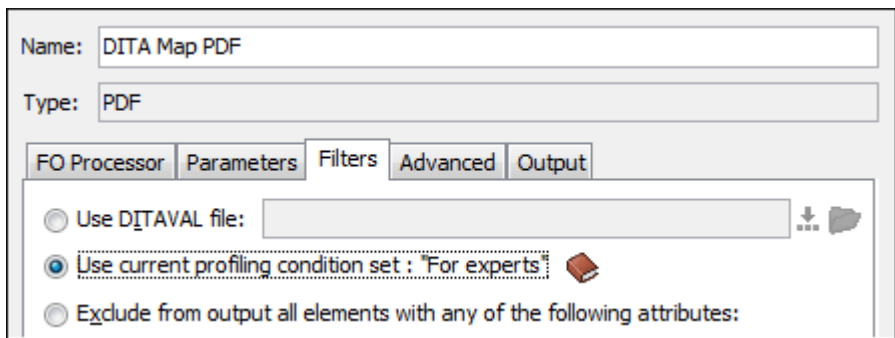 Name: DITA Map PDF
Type: PDF
FO Processor Parameters Filters Advanced Output
Use DITAVAL file:
Use current profiling condition set : "For experts"
Exclude from output all elements with any of the following attributes: